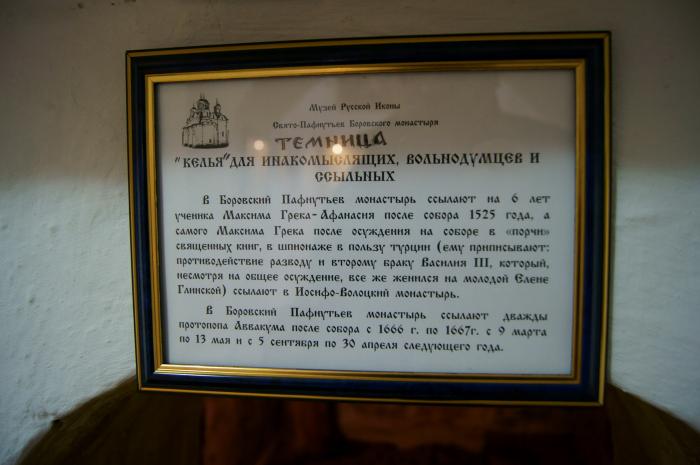 Музей Русской Иконы
Свято-Пафнутьев Боровского монастыря
ТЕМНИЦА
"КЕЛЬЯ"ДЛЯ ИНАКОМЫСЛЯЩИХ, ВОЛЬНОДУМЦЕВ И
ССЫЛЬНЫХ
В Боровский Пафнутьев монастырь ссылают на 6 лет
ученика Максима Грека-Афанасия после собора 1525 года, а
самого Максима Грека после осуждения на соборе в «порчи»
священных книг, в шпионаже в пользу турции (ему приписывают:
противодействие разводу и второму браку Василия III, который,
несмотря на общее осуждение, все же женился на молодой Елене
Глинской) ссылают в Иосифо-Волоцкий монастырь.
В Боровский Пафнутьев монастырь ссылают дважды
протопопа Аввакума после собора с 1666 г. по 1667г. с 9 марта
по 13 мая и с 5 сентября по 30 апреля следующего года.